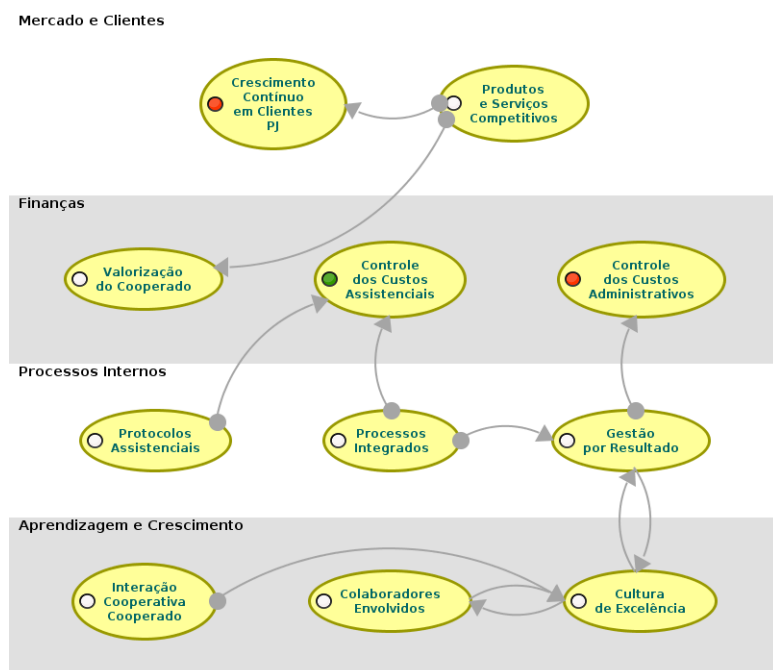 Mercado e Clientes
Crescimento
Contínuo
em Clientes
PJ
Produtos
e Serviços
Competitivos
Finanças
Valorização
do Cooperado
Controle
dos Custos
Assistenciais
Controle
dos Custos
Administrativos
Processos Internos
Protocolos
Assistenciais
Processos
Integrados
Gestão
por Resultado
Aprendizagem e Crescimento
Interação
Cooperativa
Cooperado
Colaboradores
Envolvidos
Cultura
de Excelência